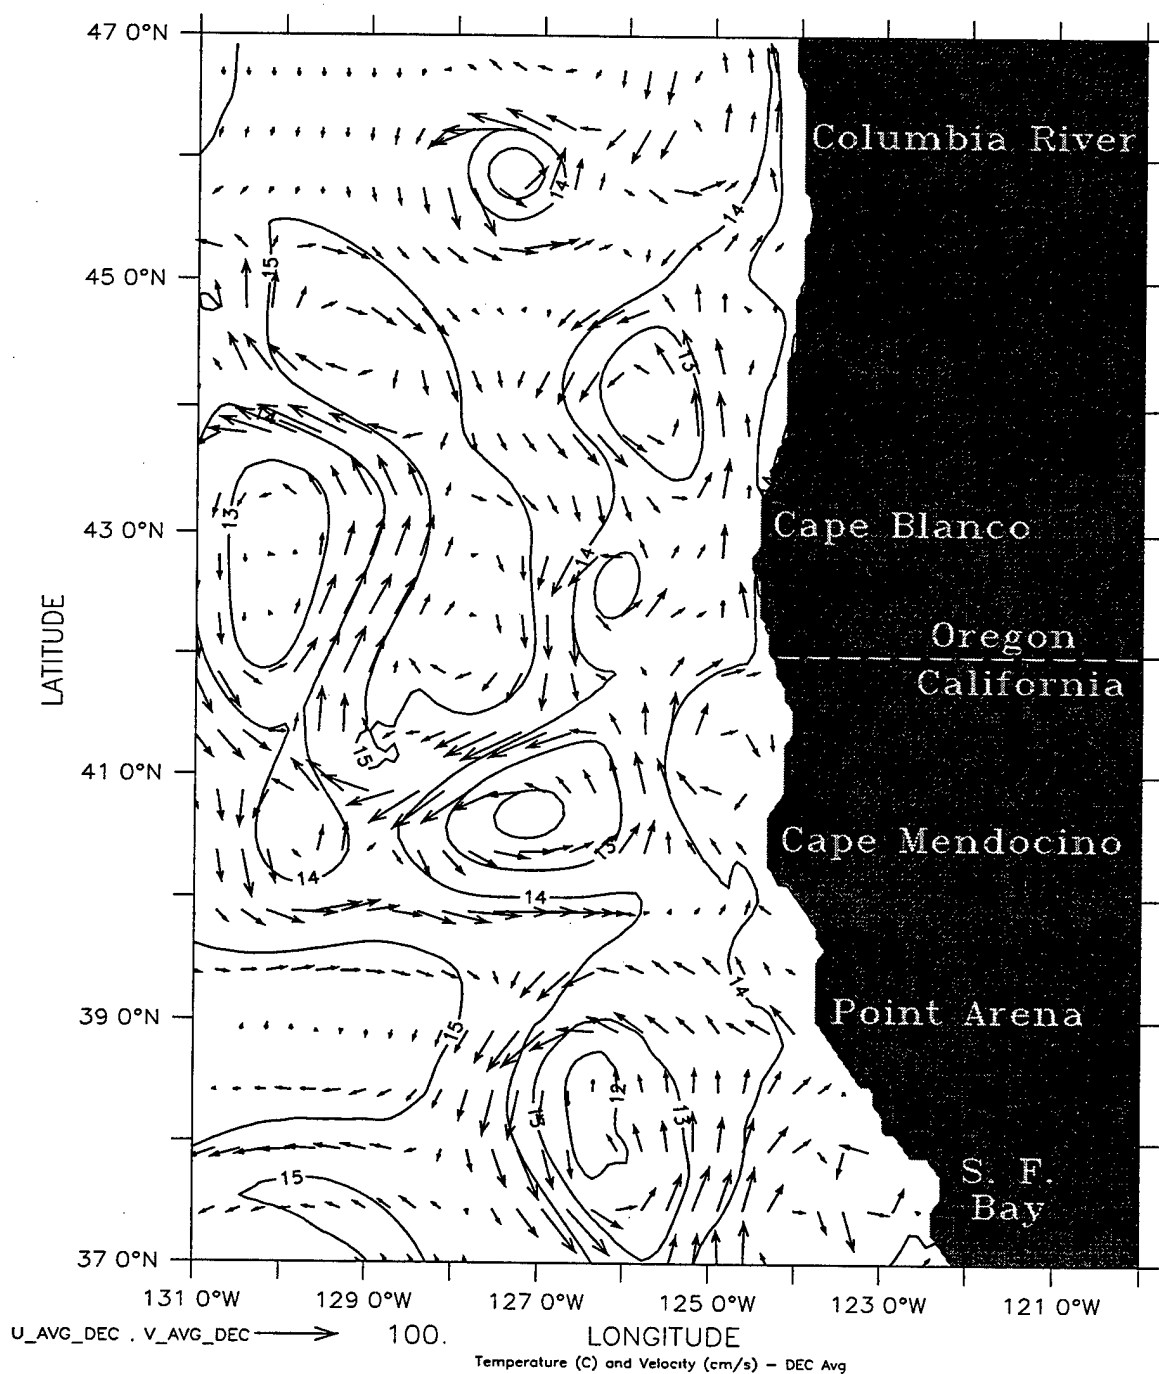 47 0°N
Columbia River
14
14
15
45 0°N
13
14
13
43 0°N
Cape Blanco
14
Oregon
California
LATITUDE
15
41 0°N
Cape Mendocino
15
14
14
14
Point Arena
39 0°N
15
12
13
13
S. F.
Bay
15
37 0°N
131 0°W 129 0°W 127 0°W 125 0°W 123 0°W 121 0°W
U_AVG_DEC , V_AVG_DEC 100. LONGITUDE
Temperature (C) and Velocity (cm/s) – DEC Avg